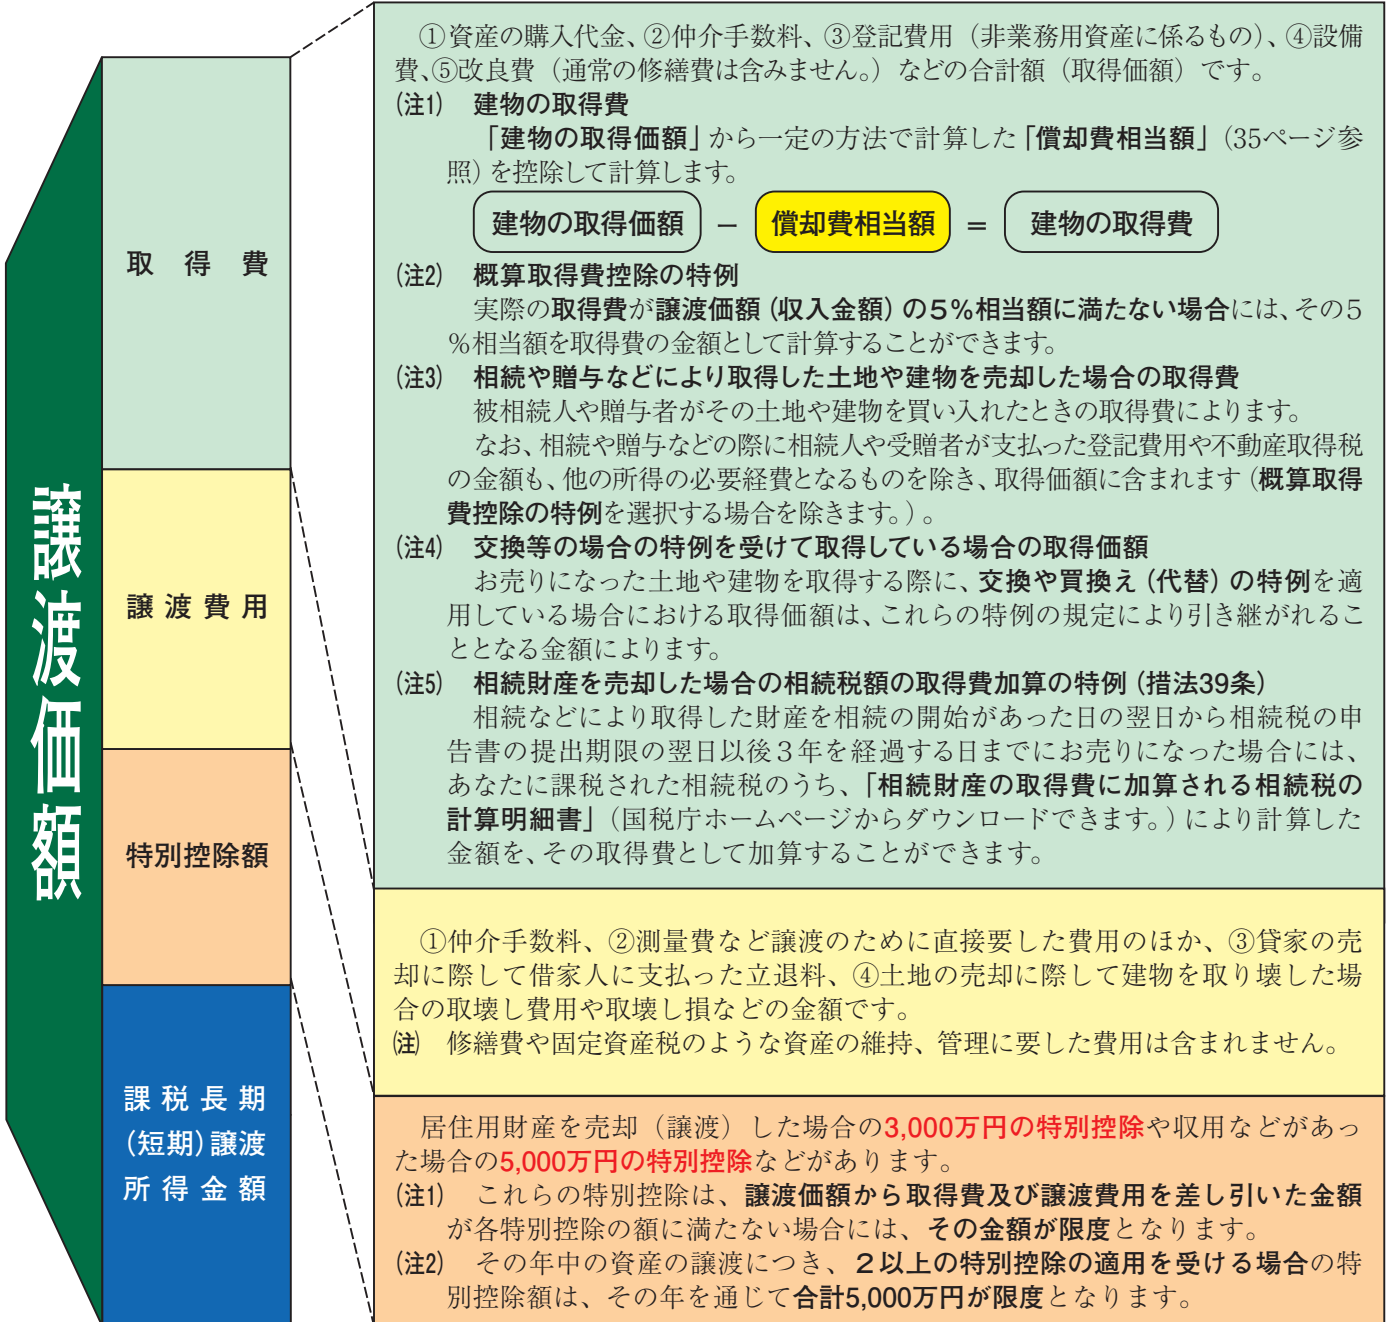 譲渡価額
取得費
譲渡費用
特別控除額
課税長期
(短期)譲渡
所得金額
①資産の購入代金、②仲介手数料、③登記費用(非業務用資産に係るもの)、④設備
費、⑤改良費(通常の修繕費は含みません。)などの合計額(取得価額)です。
(注1) 建物の取得費
「建物の取得価額」から一定の方法で計算した「償却費相当額」(35ページ参
照)を控除して計算します。
建物の取得価額 － 償却費相当額 ＝ 建物の取得費
(注2) 概算取得費控除の特例
実際の取得費が譲渡価額(収入金額)の5%相当額に満たない場合には、その5
%相当額を取得費の金額として計算することができます。
(注3) 相続や贈与などにより取得した土地や建物を売却した場合の取得費
被相続人や贈与者がその土地や建物を買い入れたときの取得費によります。
なお、相続や贈与などの際に相続人や受贈者が支払った登記費用や不動産取得税
の金額も、他の所得の必要経費となるものを除き、取得価額に含まれます(概算取得
費控除の特例を選択する場合を除きます。)。
(注4) 交換等の場合の特例を受けて取得している場合の取得価額
お売りになった土地や建物を取得する際に、交換や買換え(代替)の特例を適
用している場合における取得価額は、これらの特例の規定により引き継がれるこ
ととなる金額によります。
(注5) 相続財産を売却した場合の相続税額の取得費加算の特例(措法39条)
相続などにより取得した財産を相続の開始があった日の翌日から相続税の申
告書の提出期限の翌日以後3年を経過する日までにお売りになった場合には、
あなたに課税された相続税のうち、「相続財産の取得費に加算される相続税の
計算明細書」(国税庁ホームページからダウンロードできます。)により計算した
金額を、その取得費として加算することができます。
①仲介手数料、②測量費など譲渡のために直接要した費用のほか、③貸家の売
却に際して借家人に支払った立退料、④土地の売却に際して建物を取り壊した場
合の取壊し費用や取壊し損などの金額です。
(注) 修繕費や固定資産税のような資産の維持、管理に要した費用は含まれません。
居住用財産を売却(譲渡)した場合の3,000万円の特別控除や収用などがあっ
た場合の5,000万円の特別控除などがあります。
(注1) これらの特別控除は、譲渡価額から取得費及び譲渡費用を差し引いた金額
が各特別控除の額に満たない場合には、その金額が限度となります。
(注2) その年中の資産の譲渡につき、2以上の特別控除の適用を受ける場合の特
別控除額は、その年を通じて合計5,000万円が限度となります。